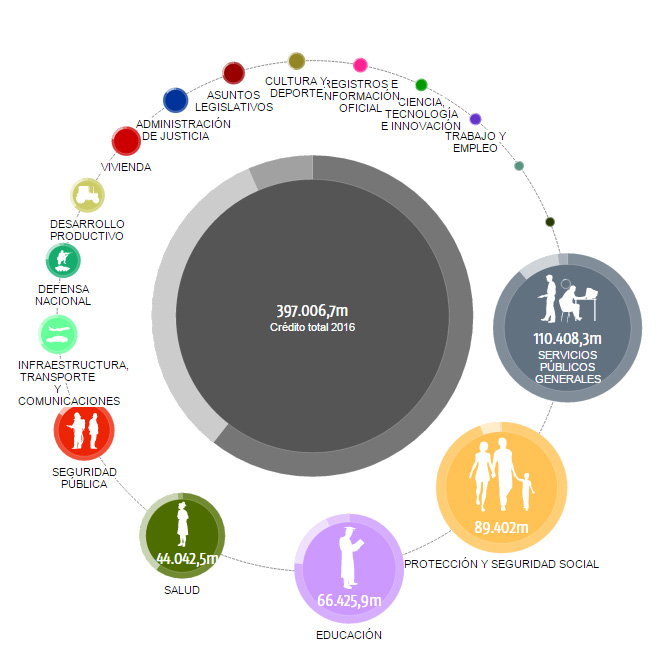 CULTURA Y
DEPORTE
REGISTROS E
INFORMACIÓN
OFICIAL
CIENCIA,
TECNOLOGÍA
E INNOVACIÓN
TRABAJO Y
EMPLEO
ASUNTOS
LEGISLATIVOS
ADMINISTRACIÓN
DE JUSTICIA
VIVIENDA
DESARROLLO
PRODUCTIVO
DEFENSA
NACIONAL
INFRAESTRUCTURA,
TRANSPORTE
Y
COMUNICACIONES
SEGURIDAD
PÚBLICA
397.006,7m
Crédito total 2016
110.408,3m
SERVICIOS
PÚBLICOS
GENERALES
89.402m
PROTECCIÓN Y SEGURIDAD SOCIAL
44.042,5m
SALUD
66.425,9m
EDUCACIÓN